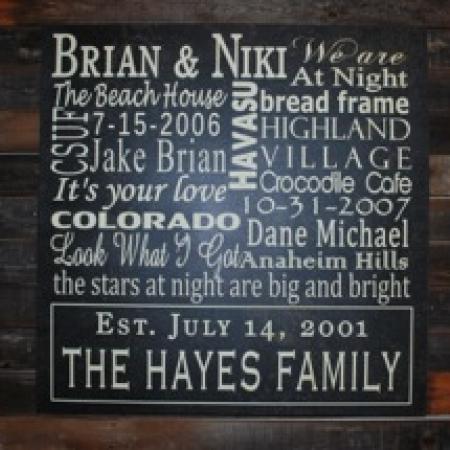 BRIAN & NIKI
We are
At Night
The Beach House
bread frame
CSUF
7-15-2006
HAVASU
HIGHLAND
Jake Brian
VILLAGE
It's your love
Crocodile Cafe
10-31-2007
COLORADO
Dane Michael
Look What I Got
Anaheim Hills
the stars at night are big and bright
EST. JULY 14, 2001
THE HAYES FAMILY